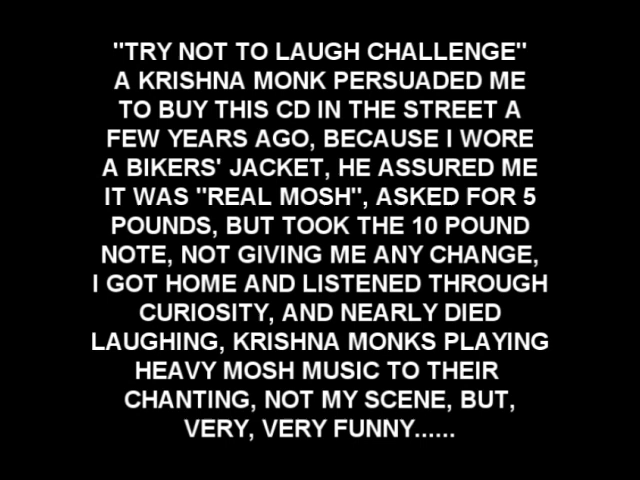 "TRY NOT TO LAUGH CHALLENGE"
A KRISHNA MONK PERSUADED ME
TO BUY THIS CD IN THE STREET A
FEW YEARS AGO, BECAUSE I WORE
A BIKERS' JACKET, HE ASSURED ME
IT WAS "REAL MOSH", ASKED FOR 5
POUNDS, BUT TOOK THE 10 POUND
NOTE, NOT GIVING ME ANY CHANGE,
I GOT HOME AND LISTENED THROUGH
CURIOSITY, AND NEARLY DIED
LAUGHING, KRISHNA MONKS PLAYING
HEAVY MOSH MUSIC TO THEIR
CHANTING, NOT MY SCENE, BUT,
VERY, VERY FUNNY......